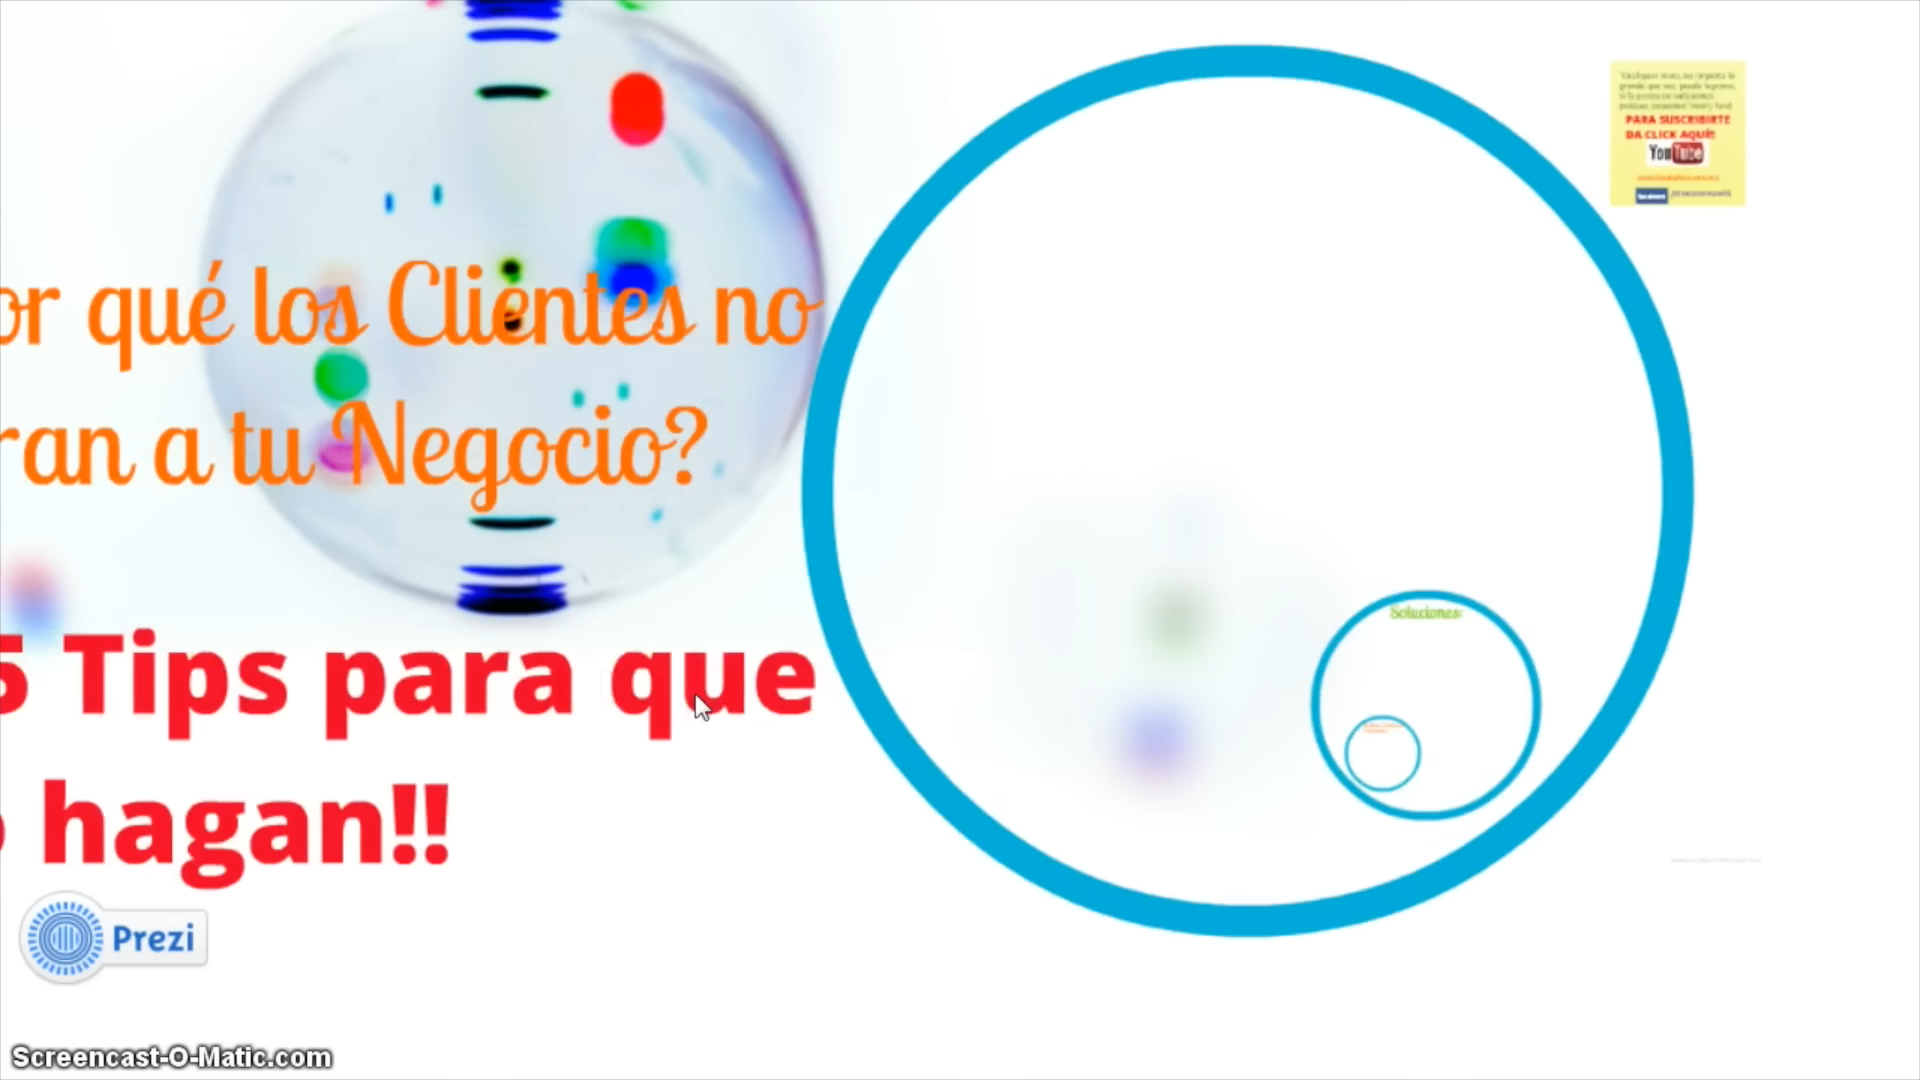 or qué los Clientes no
ran a tu Negocio?
5 Tips para que
o hagan!!
Prezi
Soluciones:
PARA SUSCRIBIRTE
DA CLICK AQUÍ!!
YouTube
facebook
Screencast-O-Matic.com